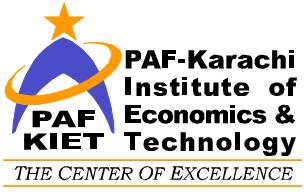 PAF
KIET
PAF-Karachi
Institute of
Economics &
Technology
THE CENTER OF EXCELLENCE